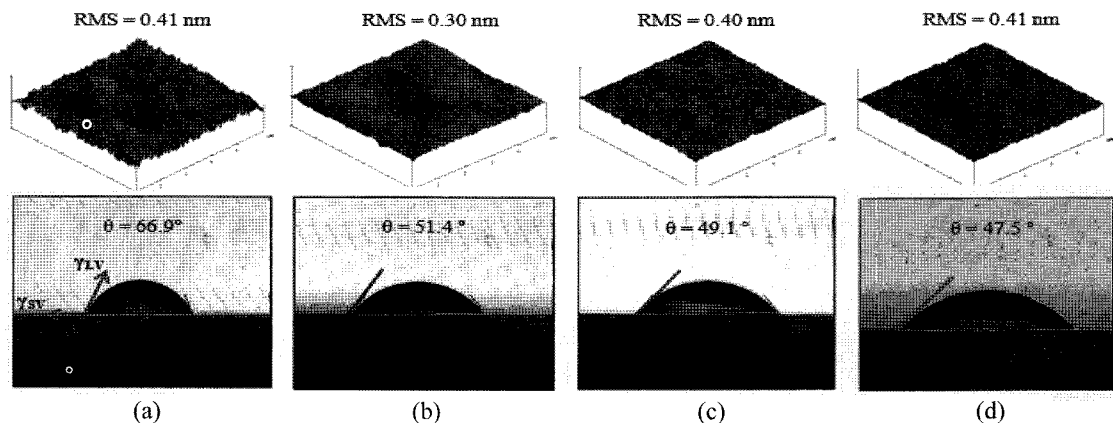 RMS = 0.41 nm
RMS = 0.30 nm
RMS = 0.40 nm
RMS = 0.41 nm
θ = 66.9°
θ = 51.4 °
θ = 49.1 °
θ = 47.5 °
γLV
γSV
(a)
(b)
(c)
(d)